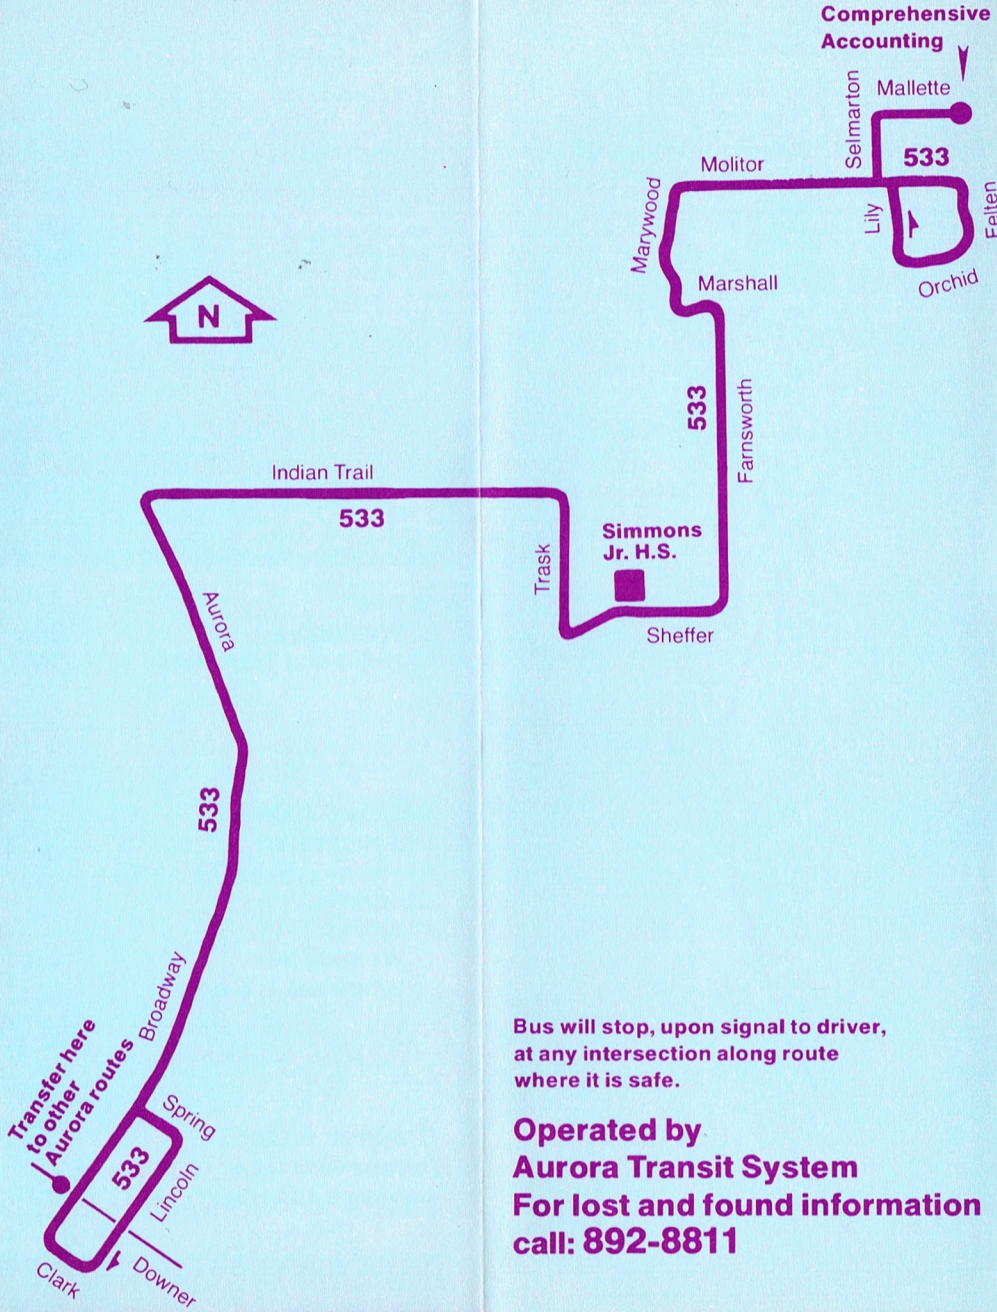 Comprehensive
Accounting
Mallette
Selmarton
533
Molitor
Marywood
Lily
Felten
Orchid
Marshall
N
533
Farnsworth
Indian Trail
533
Simmons
Jr. H.S.
Trask
Sheffer
Aurora
533
Broadway
Transfer here
to other
Aurora routes
Spring
533
Lincoln
Downer
Clark
Bus will stop, upon signal to driver,
at any intersection along route
where it is safe.
Operated by
Aurora Transit System
For lost and found information
call: 892-8811